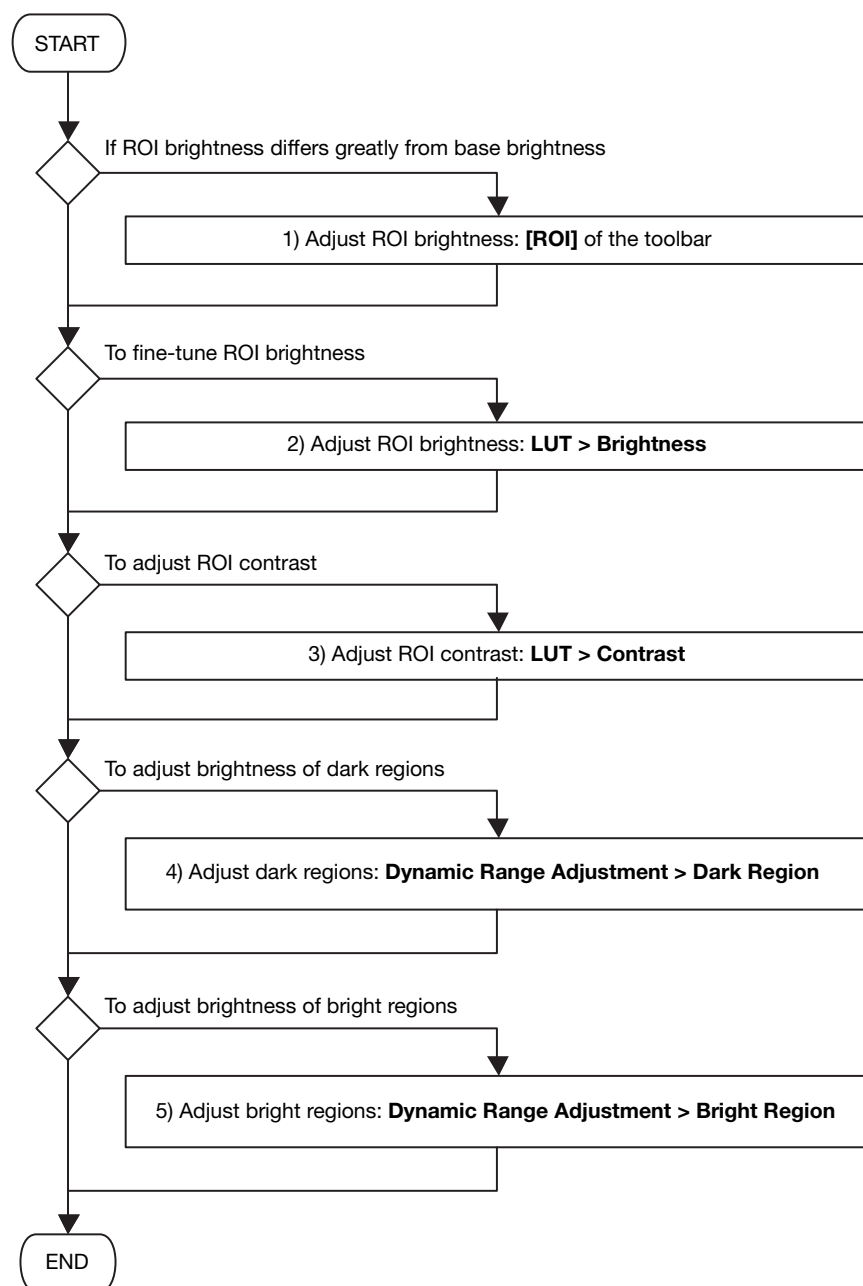 START
If ROI brightness differs greatly from base brightness
1) Adjust ROI brightness: [ROI] of the toolbar
To fine-tune ROI brightness
2) Adjust ROI brightness: LUT > Brightness
To adjust ROI contrast
3) Adjust ROI contrast: LUT > Contrast
To adjust brightness of dark regions
4) Adjust dark regions: Dynamic Range Adjustment > Dark Region
To adjust brightness of bright regions
5) Adjust bright regions: Dynamic Range Adjustment > Bright Region
END